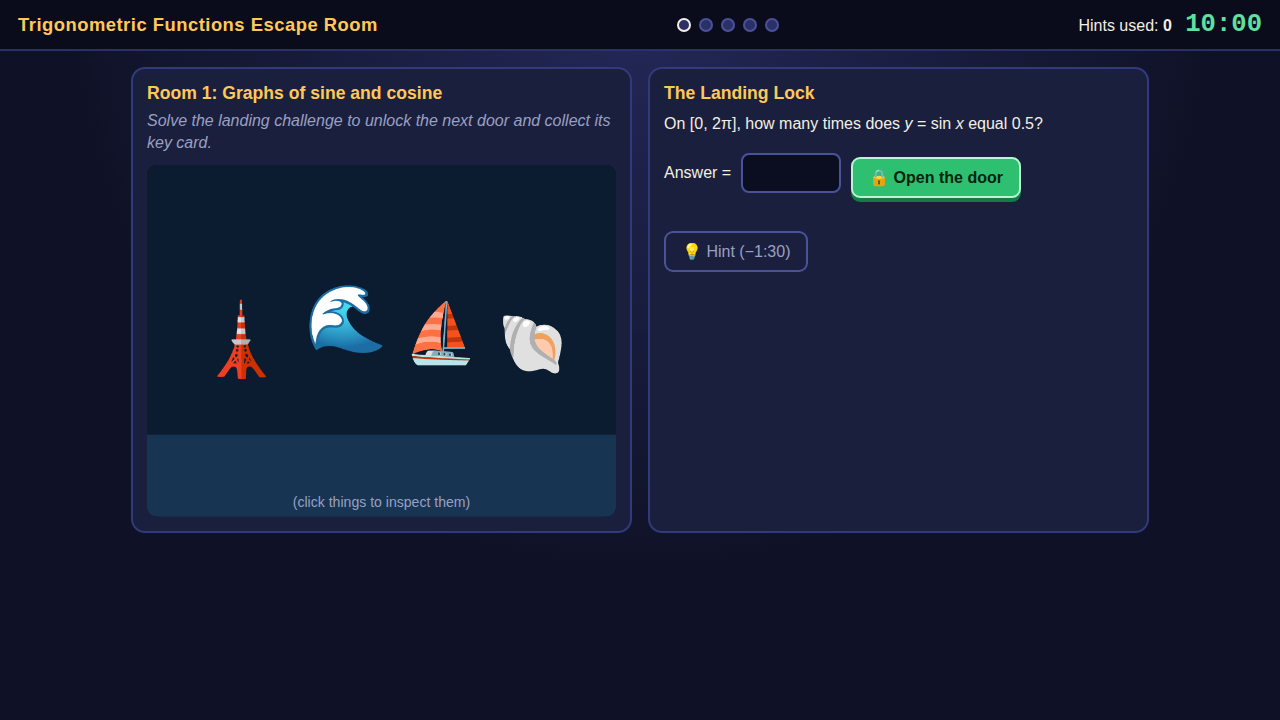 Trigonometric Functions Escape Room
Hints used: 0 10:00
Room 1: Graphs of sine and cosine
Solve the landing challenge to unlock the next door and collect its
key card.
(click things to inspect them)
The Landing Lock
On [0, 2π], how many times does y = sin x equal 0.5?
Answer =
🔒 Open the door
💡 Hint (−1:30)